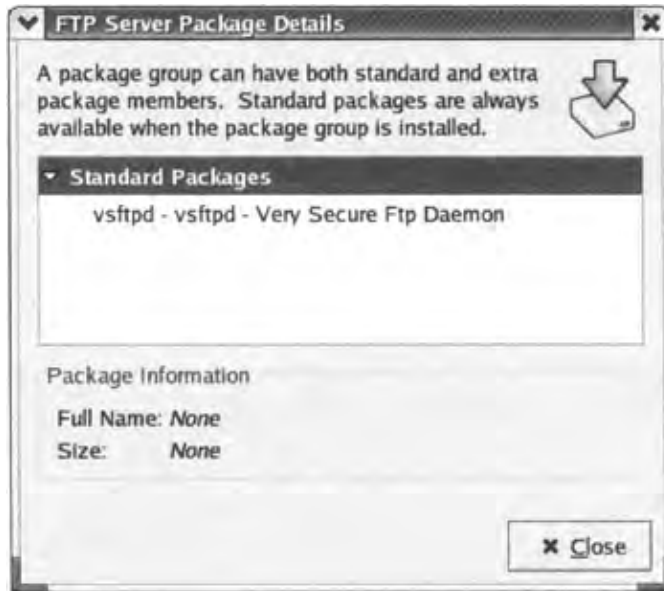 FTP Server Package Details
A package group can have both standard and extra
package members. Standard packages are always
available when the package group is installed.
Standard Packages
vsftpd - vsftpd - Very Secure Ftp Daemon
Package Information
Full Name: None
Size: None
Close